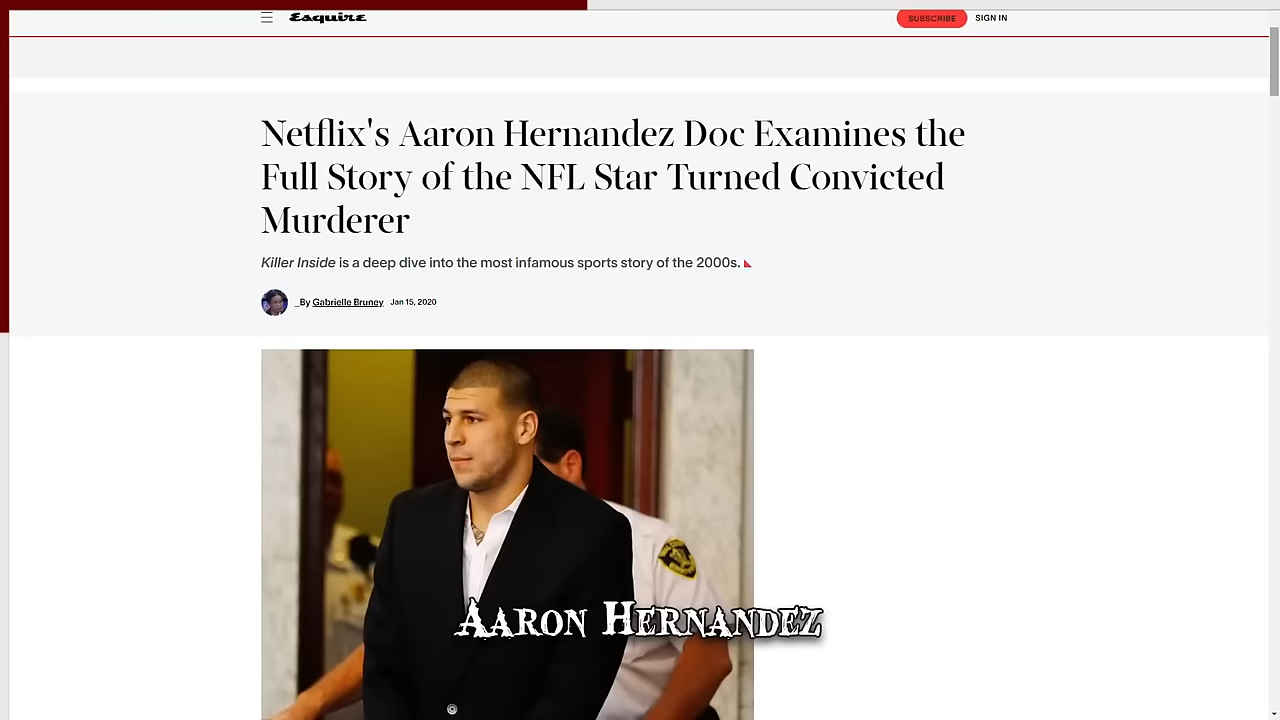 Esquire
SUBSCRIBE
SIGN IN
Netflix's Aaron Hernandez Doc Examines the
Full Story of the NFL Star Turned Convicted
Murderer
Killer Inside is a deep dive into the most infamous sports story of the 2000s.
_By Gabrielle Bruney Jan 15, 2020
Aaron Hernandez